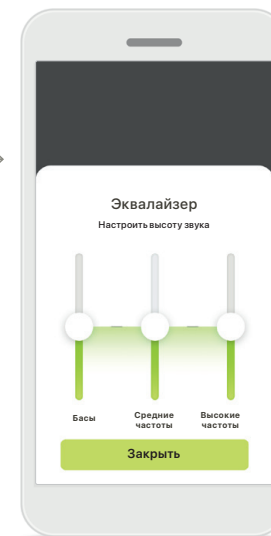 Эквалайзер
Настроить высоту звука
Басы
Средние
частоты
Высокие
частоты
Закрыть